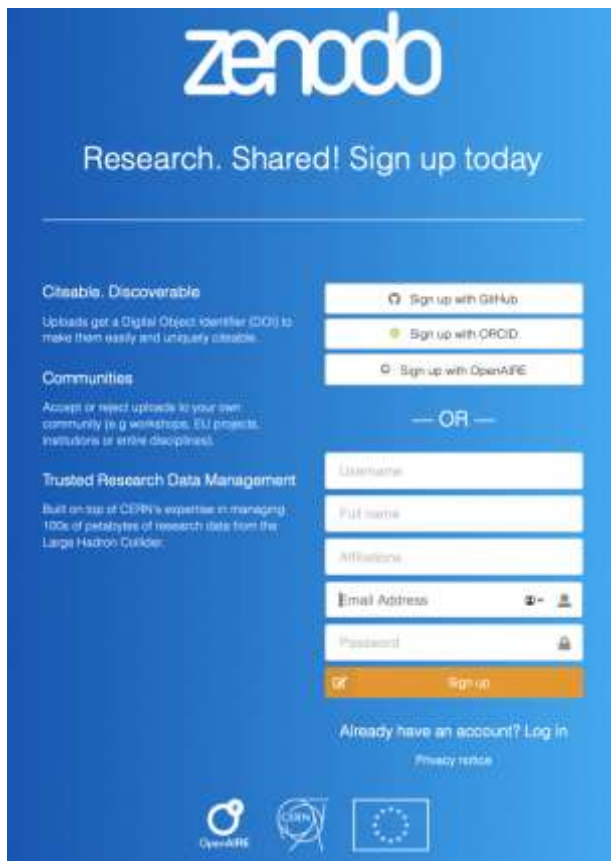 zenodo
Research. Shared! Sign up today
Citeable. Discoverable
Uploads get a Digital Object Identifier (DOI) to
make them easily and uniquely citeable.
Communities
Accept or reject uploads to your own
community (e.g workshops, EU projects,
institutions or entire disciplines).
Trusted Research Data Management
Built on top of CERN's expertise in managing
100s of petabytes of research data from the
Large Hadron Collider.
Sign up with GitHub
Sign up with ORCID
Sign up with OpenAIRE
— OR —
Username
Full name
Affiliations
Email Address
Password
Sign up
Already have an account? Log in
Privacy notice
OpenAIRE
CERN